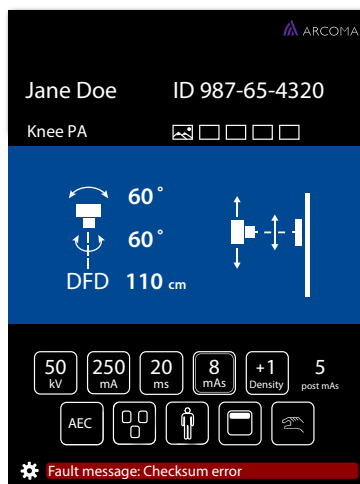 ARCOMA
Jane Doe ID 987-65-4320
Knee PA
60°
60°
DFD 110 cm
50 250 20 8 +1 5
kV mA ms mAs Density post mAs
AEC
Fault message: Checksum error